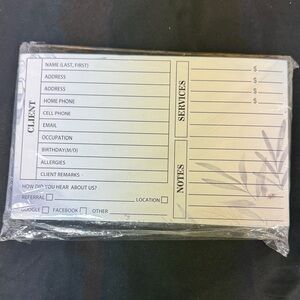 CLIENT
NAME (LAST, FIRST)
ADDRESS
ADDRESS
HOME PHONE
CELL PHONE
EMAIL
OCCUPATION
BIRTHDAY(M/D)
ALLERGIES
CLIENT REMARKS
HOW DID YOU HEAR ABOUT US?
REFERRAL LOCATION
GOOGLE FACEBOOK OTHER
SERVICES
$
$
$
$
NOTES